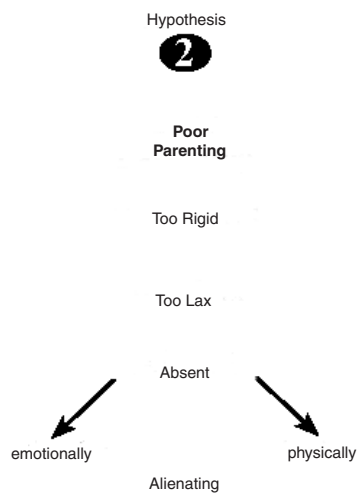 Hypothesis
2
Poor
Parenting
Too Rigid
Too Lax
Absent
emotionally
physically
Alienating